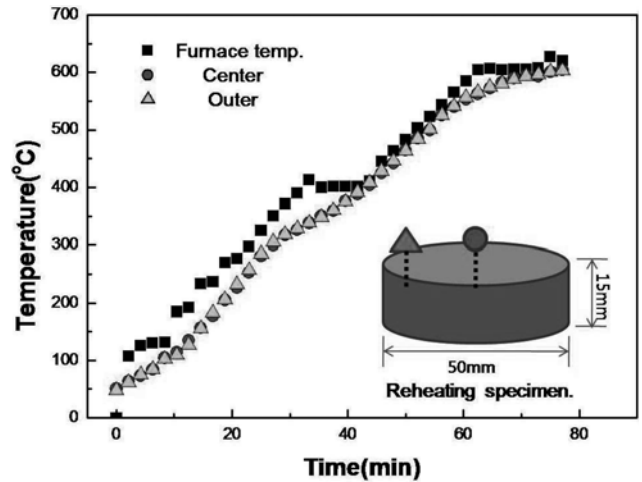 700
600
500
400
300
200
100
0
Temperature(°C)
Furnace temp.
Center
Outer
15mm
50mm
Reheating specimen.
0 20 40 60 80
Time(min)